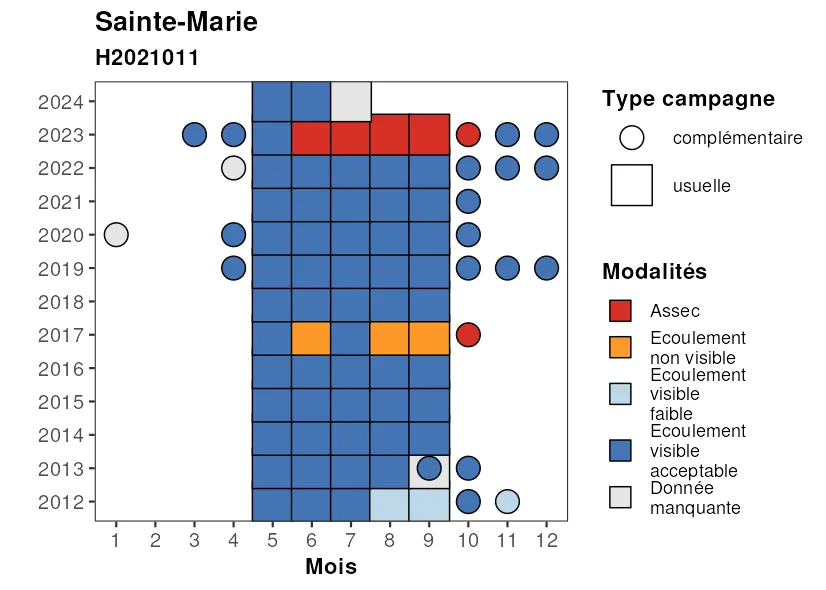 Sainte-Marie
H2021011
2024
2023
2022
2021
2020
2019
2018
2017
2016
2015
2014
2013
2012
1 2 3 4 5 6 7 8 9 10 11 12
Mois
Type campagne
complémentaire
usuelle
Modalités
Assec
Ecoulement
non visible
Ecoulement
visible
faible
Ecoulement
visible
acceptable
Donnée
manquante